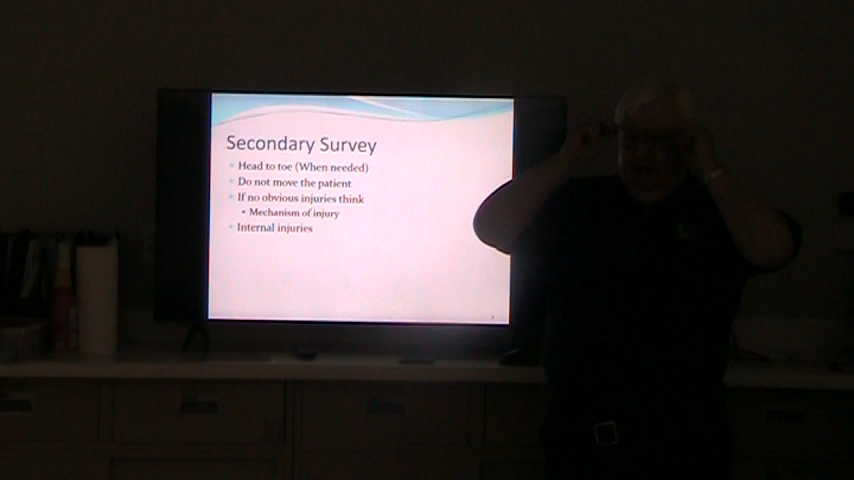 Secondary Survey
Head to toe (When needed)
Do not move the patient
If no obvious injuries think
Mechanism of injury
Internal injuries